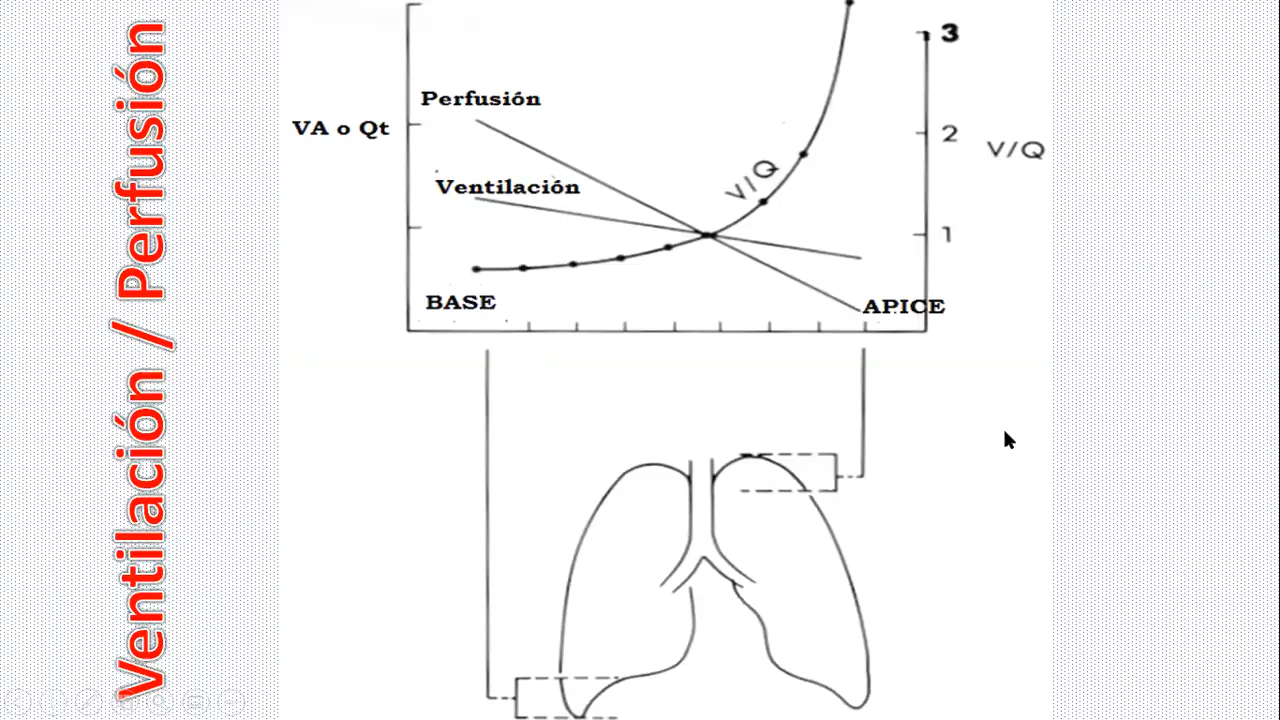 Ventilación / Perfusión
Perfusión
VA o Qt
Ventilación
V/Q
BASE
APICE
3
2
V/Q
1